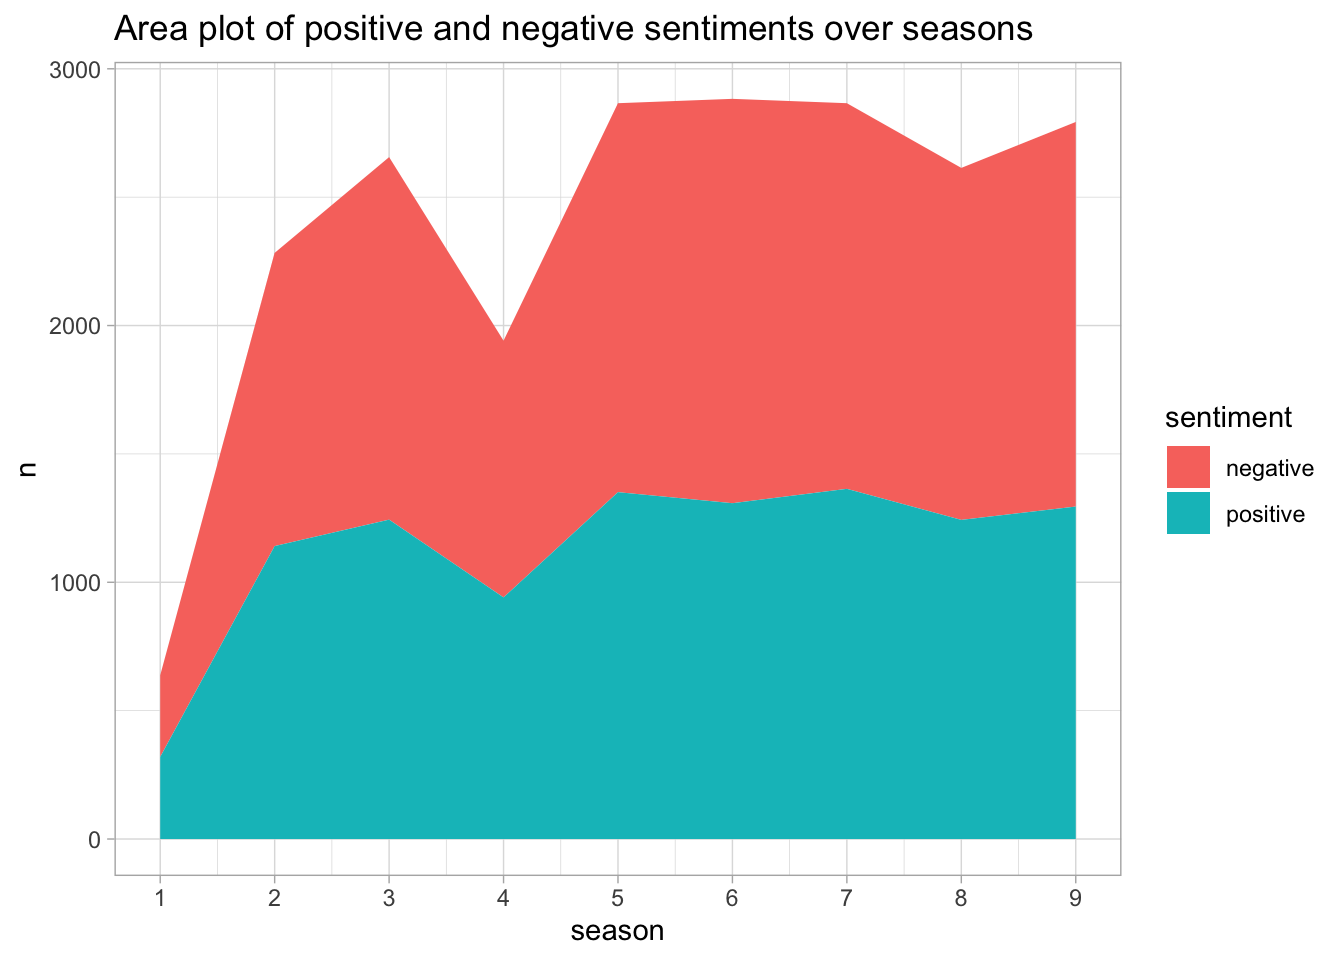 Area plot of positive and negative sentiments over seasons
3000
2000
1000
0
n
1 2 3 4 5 6 7 8 9
season
sentiment
negative
positive